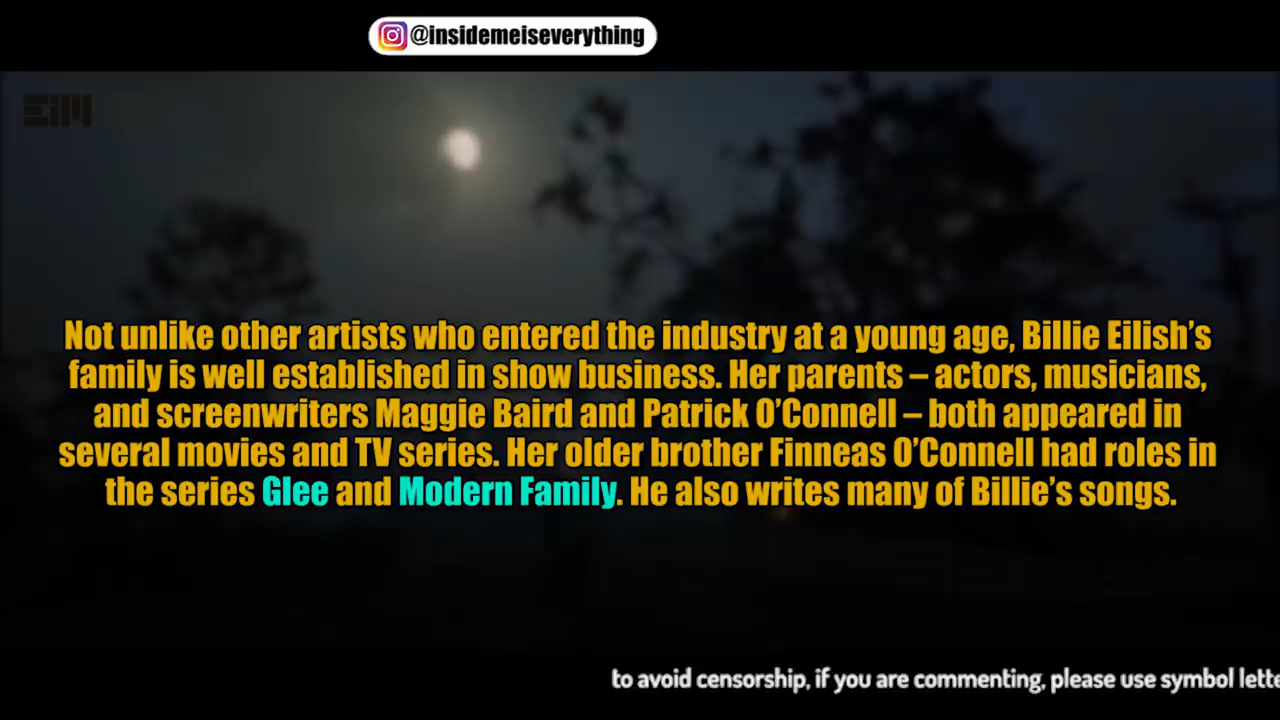 @insidemeiseverything
EiM
Not unlike other artists who entered the industry at a young age, Billie Eilish’s
family is well established in show business. Her parents – actors, musicians,
and screenwriters Maggie Baird and Patrick O’Connell – both appeared in
several movies and TV series. Her older brother Finneas O’Connell had roles in
the series Glee and Modern Family. He also writes many of Billie’s songs.
to avoid censorship, if you are commenting, please use symbol lette